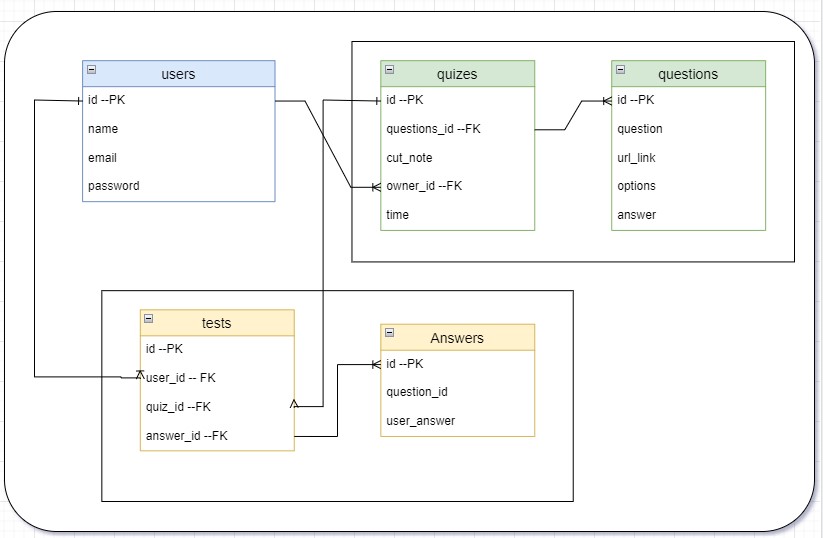 users
id --PK
name
email
password
quizes
id --PK
questions_id --FK
cut_note
owner_id --FK
time
questions
id --PK
question
url_link
options
answer
tests
id --PK
user_id -- FK
quiz_id --FK
answer_id --FK
Answers
id --PK
question_id
user_answer